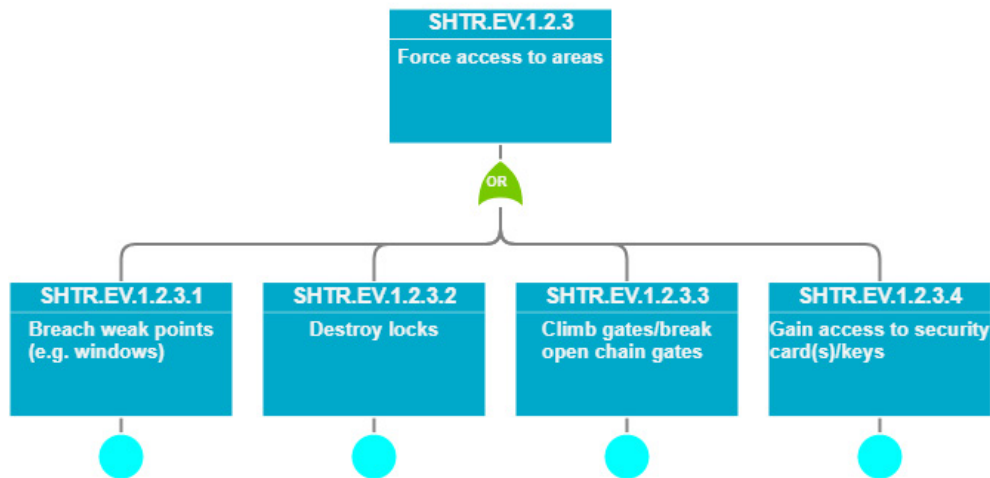 SHTR.EV.1.2.3
Force access to areas
OR
SHTR.EV.1.2.3.1
Breach weak points
(e.g. windows)
SHTR.EV.1.2.3.2
Destroy locks
SHTR.EV.1.2.3.3
Climb gates/break
open chain gates
SHTR.EV.1.2.3.4
Gain access to security
card(s)/keys